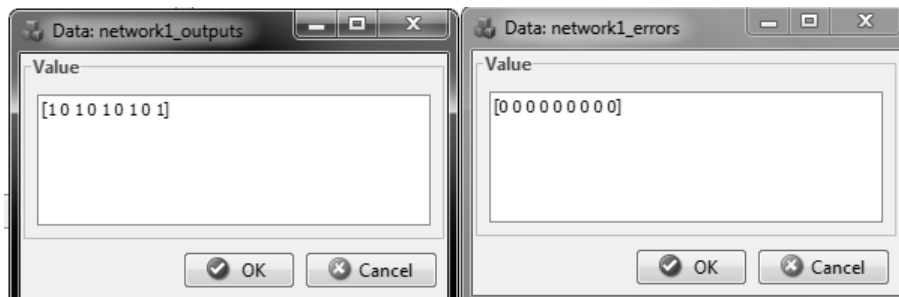 Data: network1_outputs
Value
[1 0 1 0 1 0 1 0 1]
OK
Cancel
Data: network1_errors
Value
[0 0 0 0 0 0 0 0 0]
OK
Cancel